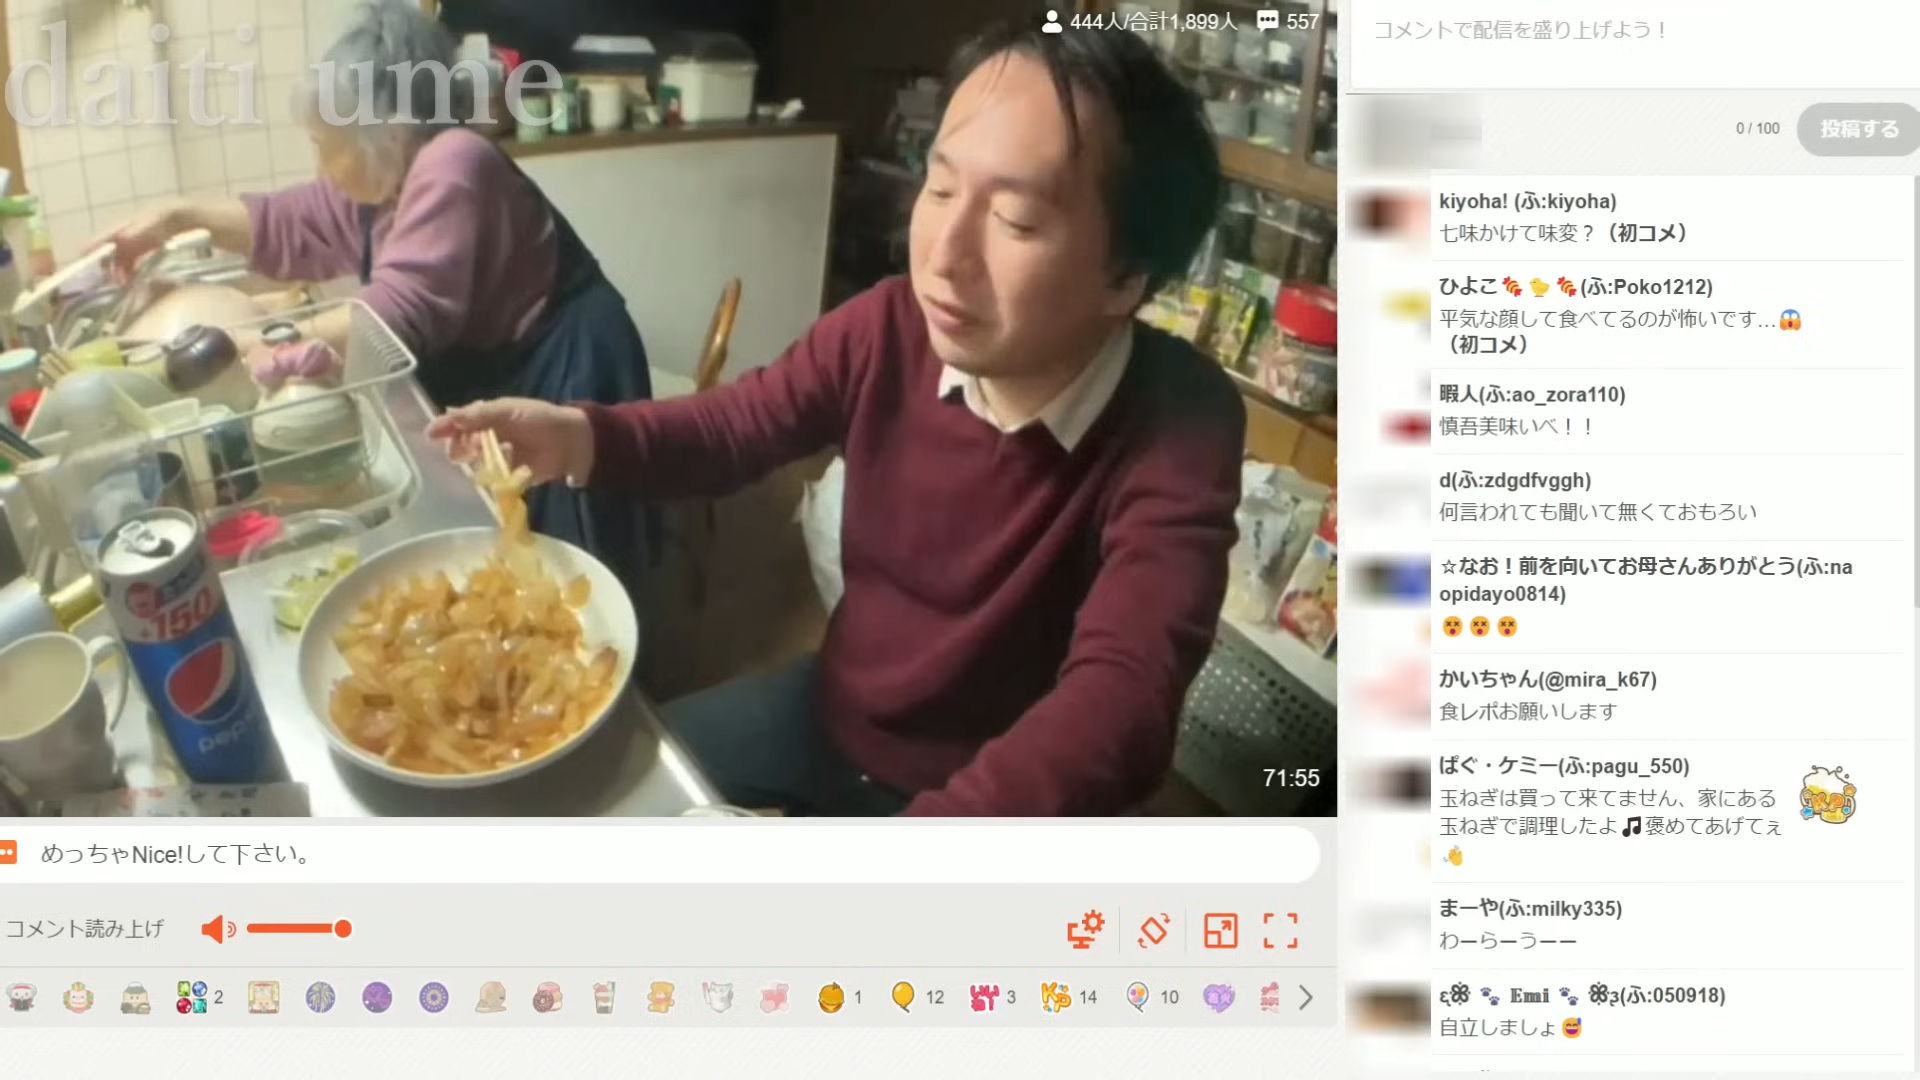 daiti ume
444人/合計1,899人 557
71:55
+150
pepsi
めっちゃNice!して下さい。
コメント読み上げ
2
1
12
3
KP 14
10
コメントで配信を盛り上げよう！
0 / 100
投稿する
kiyoha! (ふ:kiyoha)
七味かけて味変？（初コメ）
ひよこ🍖🐤🍖(ふ:Poko1212)
平気な顔して食べてるのが怖いです…😱
（初コメ）
暇人(ふ:ao_zora110)
慎吾美味いべ！！
d(ふ:zdgdfvggh)
何言われても聞いて無くておもろい
☆なお！前を向いてお母さんありがとう(ふ:na
opidayo0814)
😵😵😵
かいちゃん(@mira_k67)
食レポお願いします
ぱぐ・ケミー(ふ:pagu_550)
玉ねぎは買って来てません、家にある
玉ねぎで調理したよ🎵褒めてあげてぇ
👏
KP
まーや(ふ:milky335)
わーらーうーー
ꫛꕤ 🐾 𝐄𝐦𝐢 🐾 ꕤ𝟑(ふ:050918)
自立しましょ😅